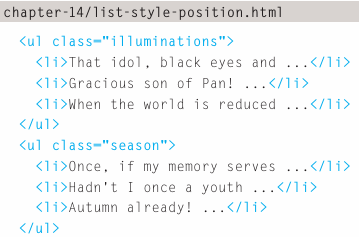 chapter-14/list-style-position.html
<ul class="illuminations">
<li>That idol, black eyes and ...</li>
<li>Gracious son of Pan! ...</li>
<li>When the world is reduced ...</li>
</ul>
<ul class="season">
<li>Once, if my memory serves ...</li>
<li>Hadn't I once a youth ...</li>
<li>Autumn already! ...</li>
</ul>